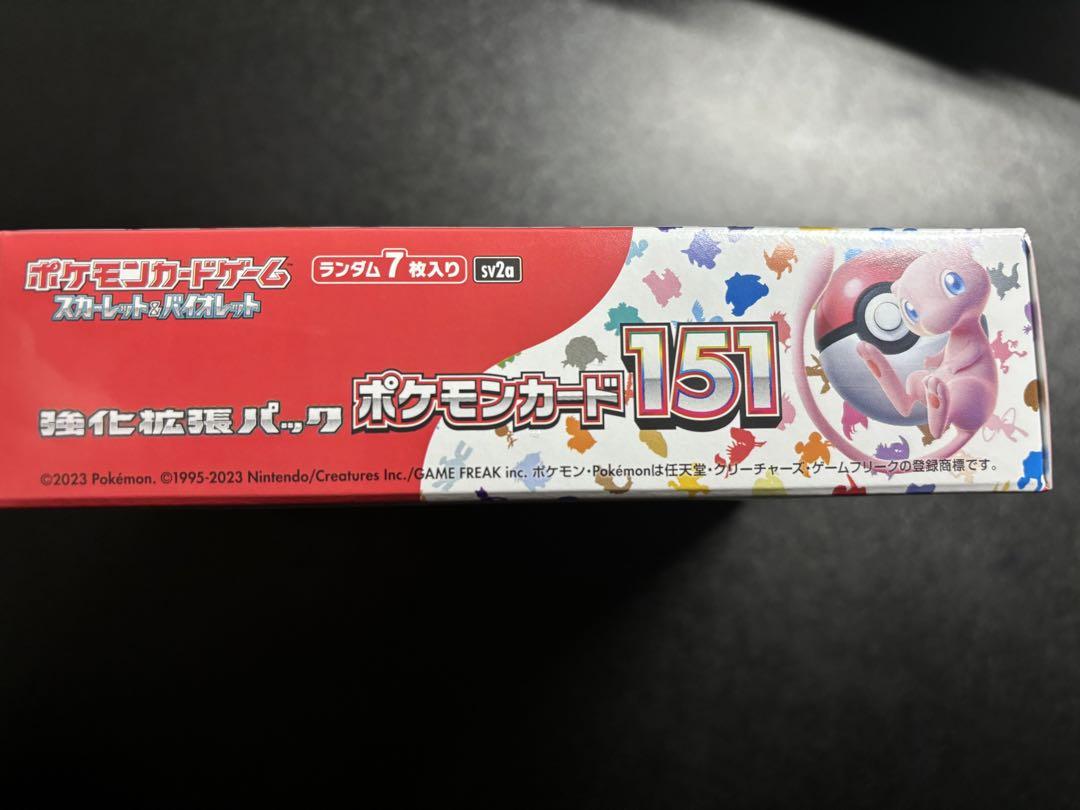 ポケモンカードゲーム
スカーレット&バイオレット
ランダム7枚入り sv2a
強化拡張パック ポケモンカード151
©2023 Pokémon. ©1995-2023 Nintendo/Creatures Inc./GAME FREAK inc. ポケモン・Pokémonは任天堂・クリーチャーズ・ゲームフリークの登録商標です。